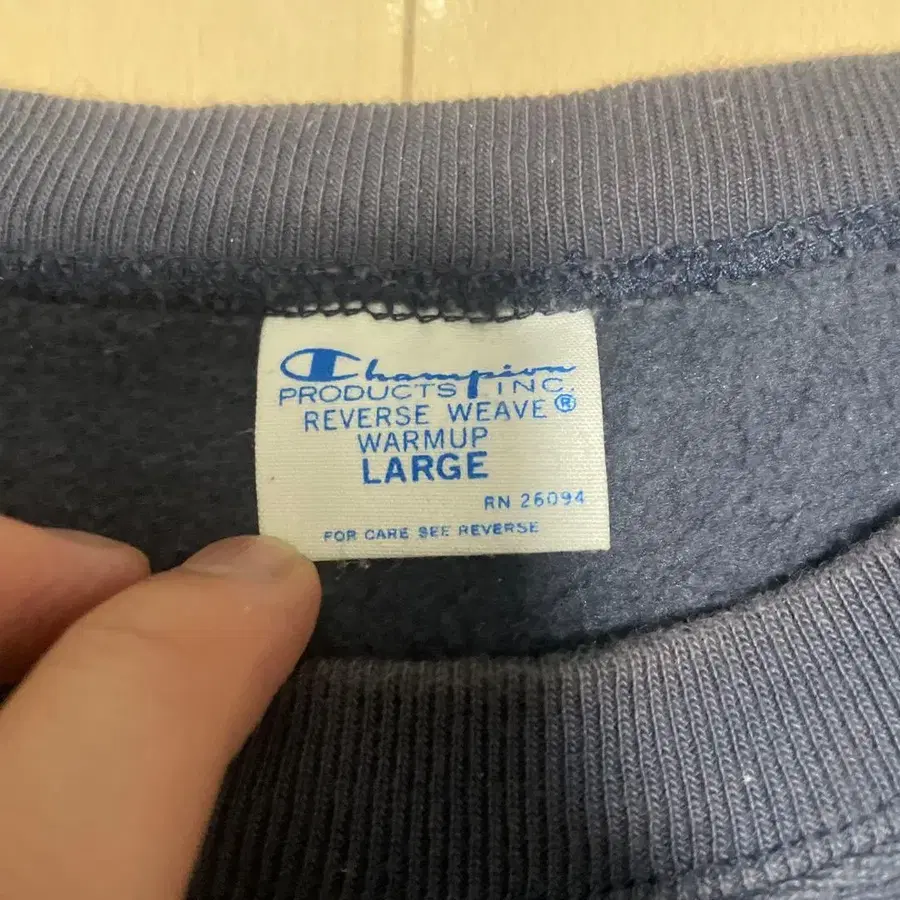 Champion
PRODUCTS INC.
REVERSE WEAVE®
WARMUP
LARGE
RN 26094
FOR CARE SEE REVERSE